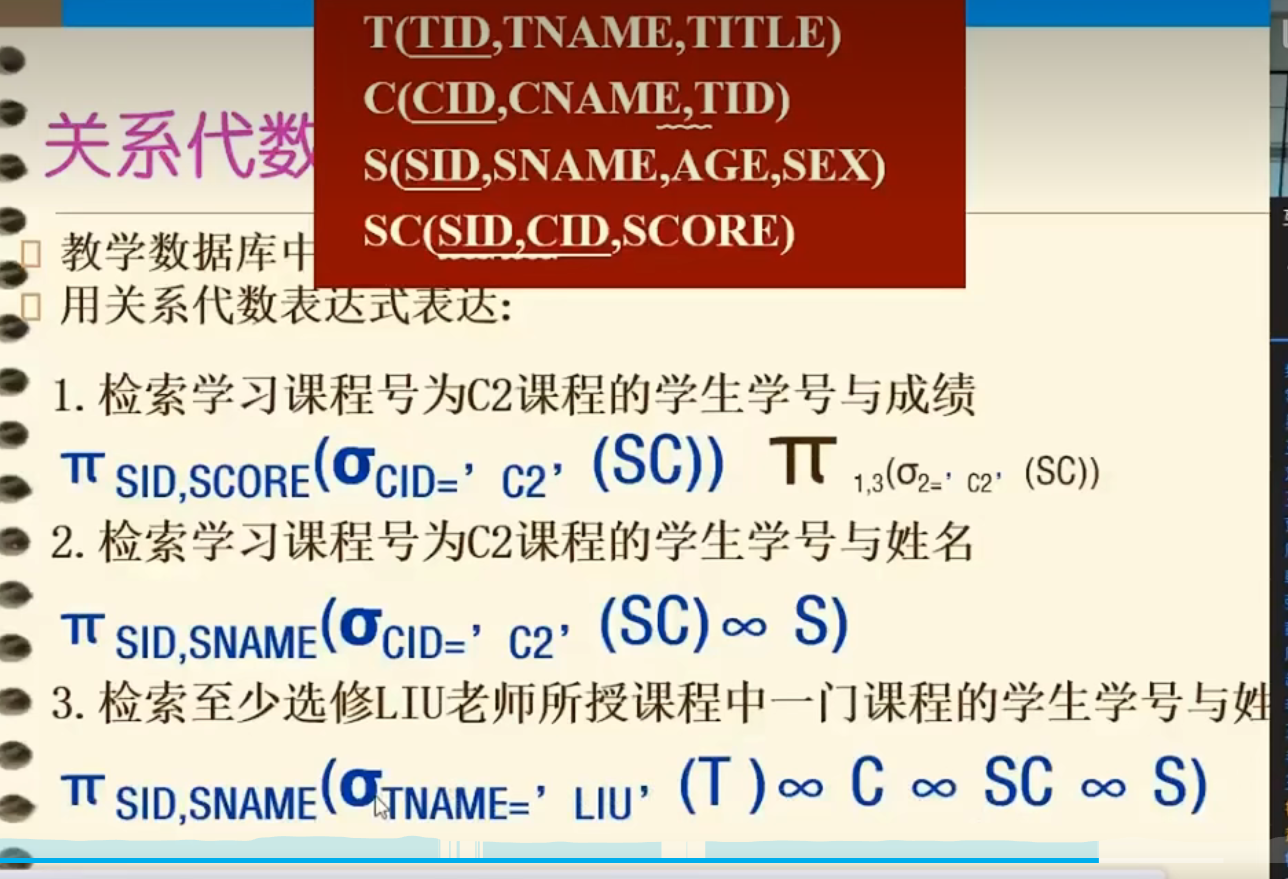 T(TID,TNAME,TITLE)
C(CID,CNAME,TID)
S(SID,SNAME,AGE,SEX)
SC(SID,CID,SCORE)
关系代数
教学数据库中
用关系代数表达式表达:
1. 检索学习课程号为C2课程的学生学号与成绩
π SID,SCORE(σCID=’ C2’ (SC)) π 1,3(σ2=’ C2’ (SC))
2. 检索学习课程号为C2课程的学生学号与姓名
π SID,SNAME(σCID=’ C2’ (SC)∞ S)
3. 检索至少选修LIU老师所授课程中一门课程的学生学号与姓
π SID,SNAME(σTNAME=’ LIU’ (T )∞ C ∞ SC ∞ S)